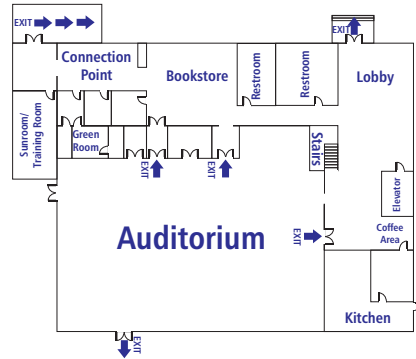 EXIT
EXIT
Connection
Point
Bookstore
Restroom
Restroom
Lobby
Sunroom/
Training Room
Green
Room
Stairs
EXIT
EXIT
Elevator
Auditorium
EXIT
Coffee
Area
Kitchen
EXIT